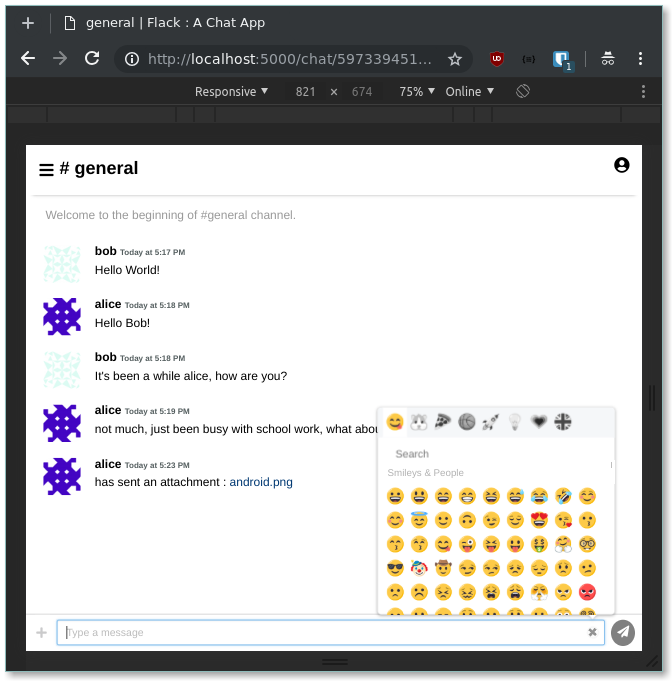 general | Flack : A Chat App
http://localhost:5000/chat/597339451...
1
Responsive 821 × 674 75% Online
# general
Welcome to the beginning of #general channel.
bob Today at 5:17 PM
Hello World!
alice Today at 5:18 PM
Hello Bob!
bob Today at 5:18 PM
It's been a while alice, how are you?
alice Today at 5:19 PM
not much, just been busy with school work, what abou
alice Today at 5:23 PM
has sent an attachment : android.png
Search
Smileys & People
Type a message